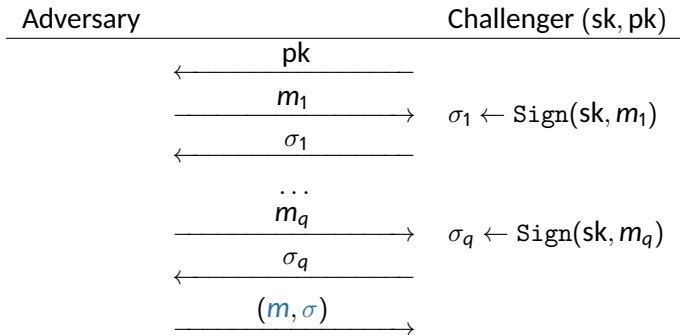 Adversary Challenger (sk, pk)
pk
m₁ σ₁ ← Sign(sk, m₁)
σ₁
...
m_q σ_q ← Sign(sk, m_q)
σ_q
(m, σ)